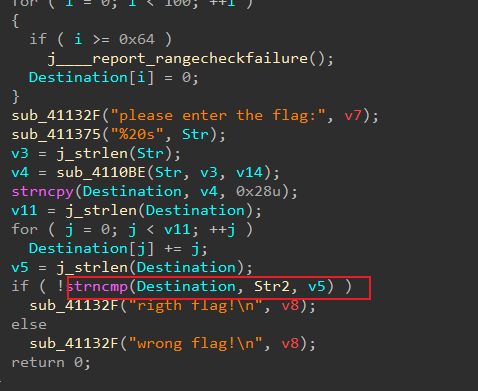 for ( i = 0; i < 100; ++i )
{
if ( i >= 0x64 )
j____report_rangecheckfailure();
Destination[i] = 0;
}
sub_41132F("please enter the flag:", v7);
sub_411375("%20s", Str);
v3 = j_strlen(Str);
v4 = sub_4110BE(Str, v3, v14);
strncpy(Destination, v4, 0x28u);
v11 = j_strlen(Destination);
for ( j = 0; j < v11; ++j )
Destination[j] += j;
v5 = j_strlen(Destination);
if ( !strncmp(Destination, Str2, v5) )
sub_41132F("rigth flag!\n", v8);
else
sub_41132F("wrong flag!\n", v8);
return 0;